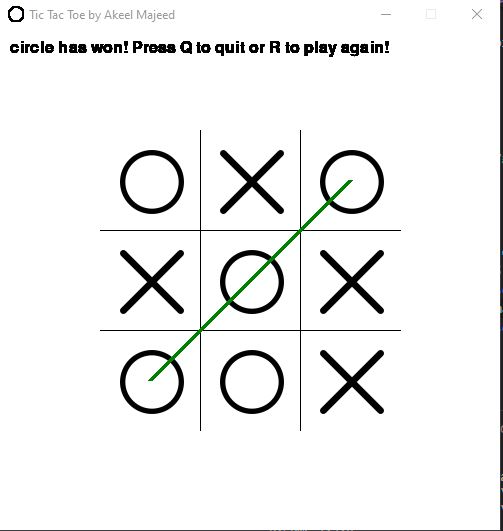 Tic Tac Toe by Akeel Majeed
circle has won! Press Q to quit or R to play again!